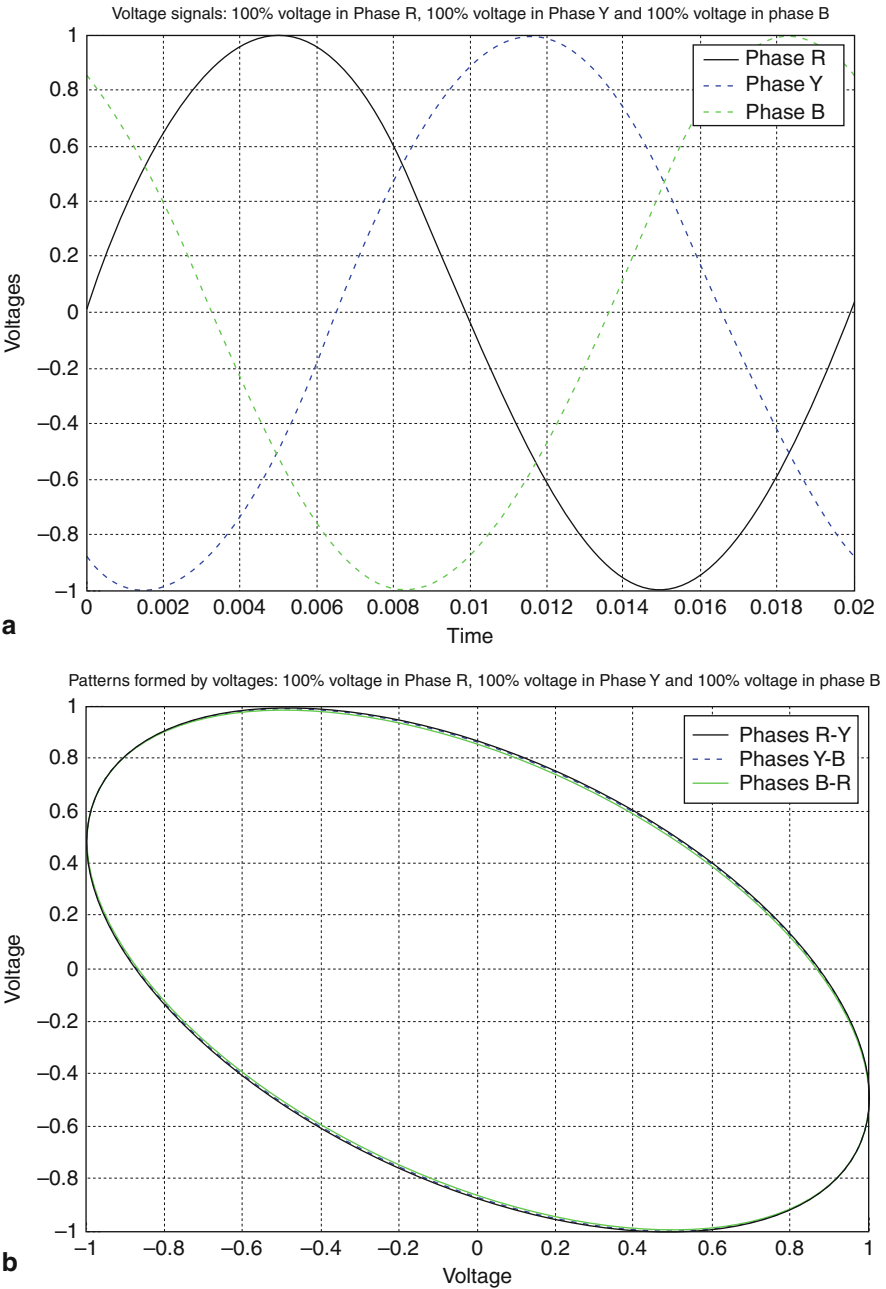 Voltage signals: 100% voltage in Phase R, 100% voltage in Phase Y and 100% voltage in phase B
1
0.8
0.6
0.4
0.2
0
−0.2
−0.4
−0.6
−0.8
−1
Voltages
Phase R
Phase Y
Phase B
0 0.002 0.004 0.006 0.008 0.01 0.012 0.014 0.016 0.018 0.02
a
Time
Patterns formed by voltages: 100% voltage in Phase R, 100% voltage in Phase Y and 100% voltage in phase B
1
0.8
0.6
0.4
0.2
0
−0.2
−0.4
−0.6
−0.8
−1
Voltage
Phases R-Y
Phases Y-B
Phases B-R
−1 −0.8 −0.6 −0.4 −0.2 0 0.2 0.4 0.6 0.8 1
b
Voltage